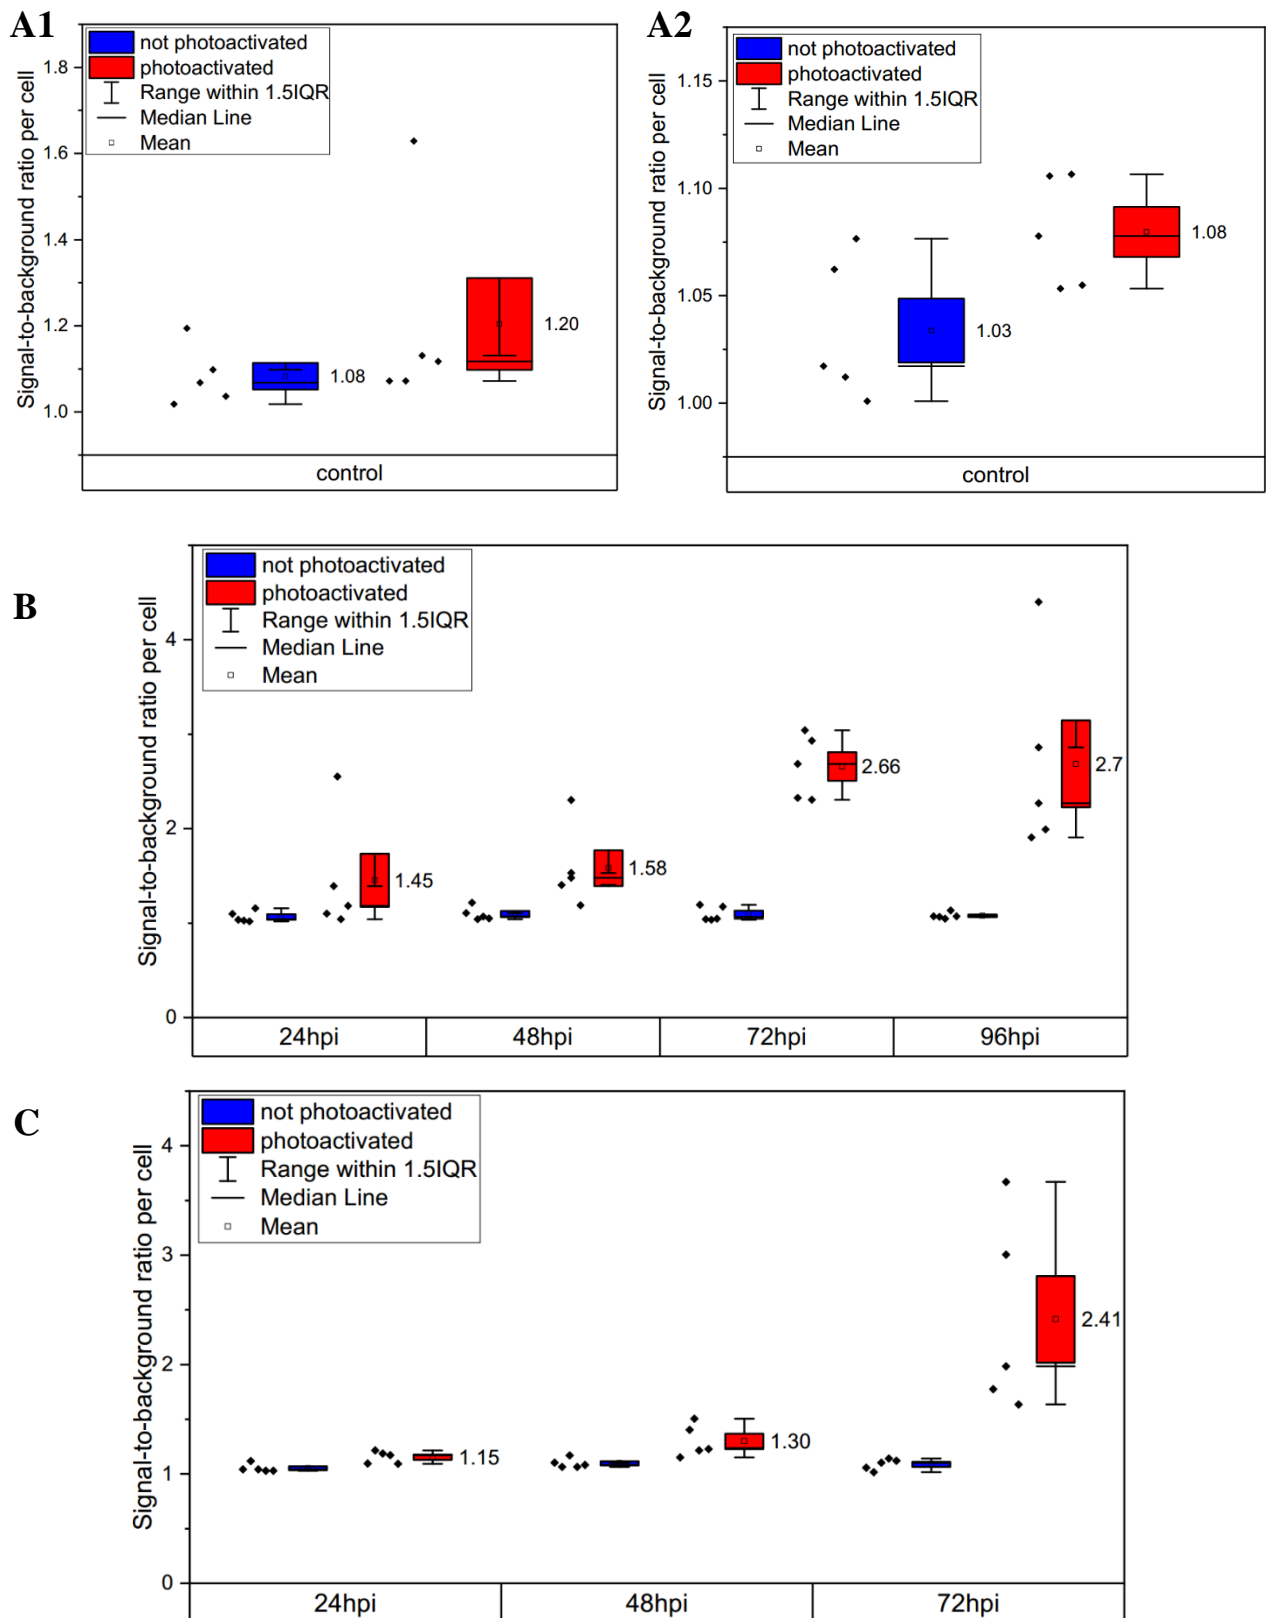 A1
not photoactivated
photoactivated
Range within 1.5IQR
Median Line
Mean
Signal-to-background ratio per cell
1.8
1.6
1.4
1.2
1.0
1.08
1.20
control
A2
not photoactivated
photoactivated
Range within 1.5IQR
Median Line
Mean
Signal-to-background ratio per cell
1.15
1.10
1.05
1.00
1.03
1.08
control
B
not photoactivated
photoactivated
Range within 1.5IQR
Median Line
Mean
Signal-to-background ratio per cell
4
2
0
1.45
1.58
2.66
2.7
24hpi
48hpi
72hpi
96hpi
C
not photoactivated
photoactivated
Range within 1.5IQR
Median Line
Mean
Signal-to-background ratio per cell
4
3
2
1
0
1.15
1.30
2.41
24hpi
48hpi
72hpi